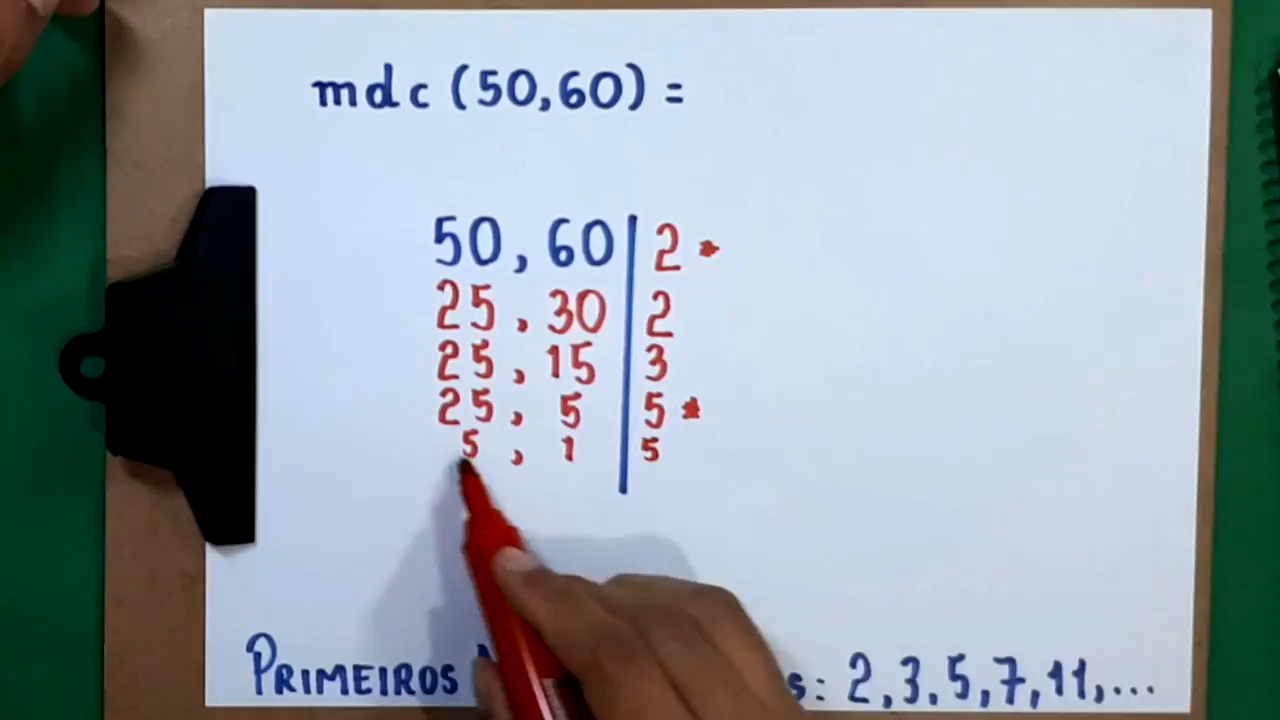 mdc (50,60) =
50, 60 | 2 *
25, 30 | 2
25, 15 | 3
25, 5 | 5 *
5, 1 | 5
PRIMEIROS : 2, 3, 5, 7, 11, ...